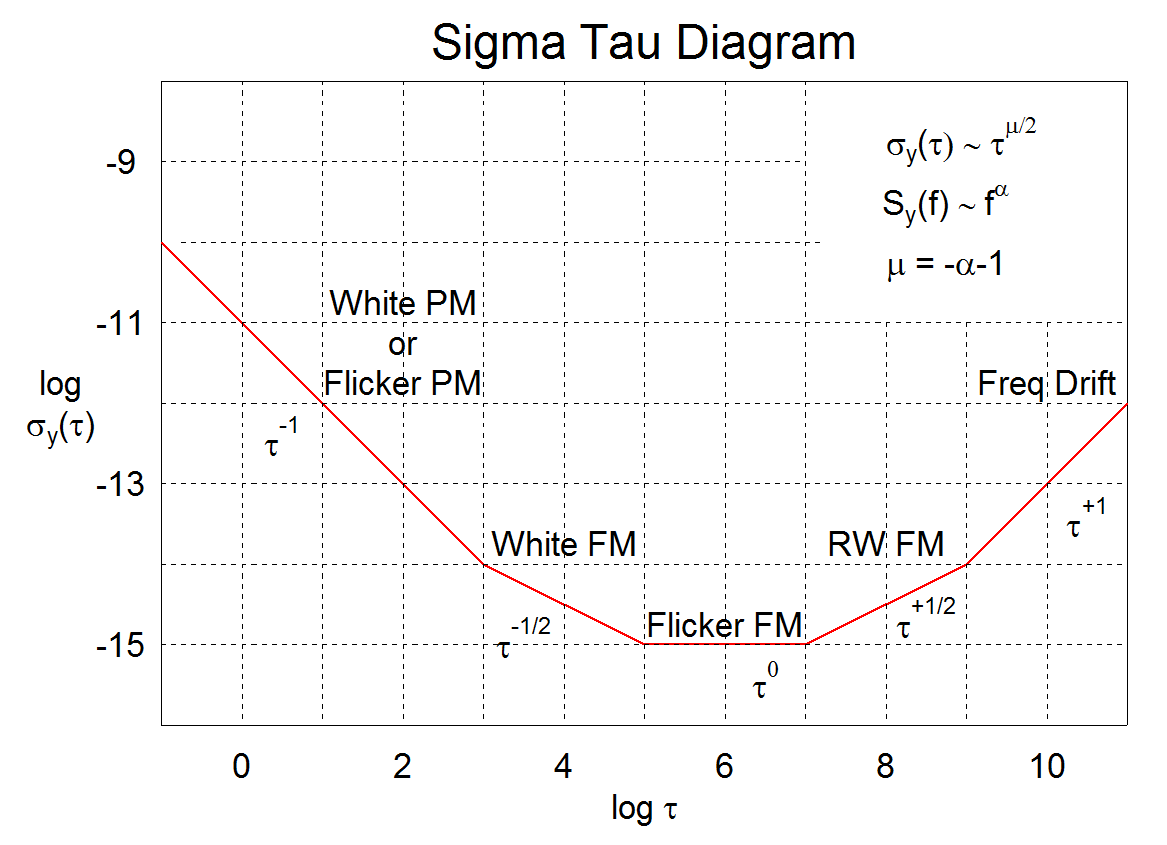 Sigma Tau Diagram
-9
σy(τ) ~ τμ/2
Sy(f) ~ fα
μ = -α-1
White PM
-11
or
Flicker PM
Freq Drift
log
σy(τ)
τ-1
-13
τ+1
White FM
RW FM
τ-1/2
τ+1/2
Flicker FM
-15
τ0
0 2 4 6 8 10
log τ